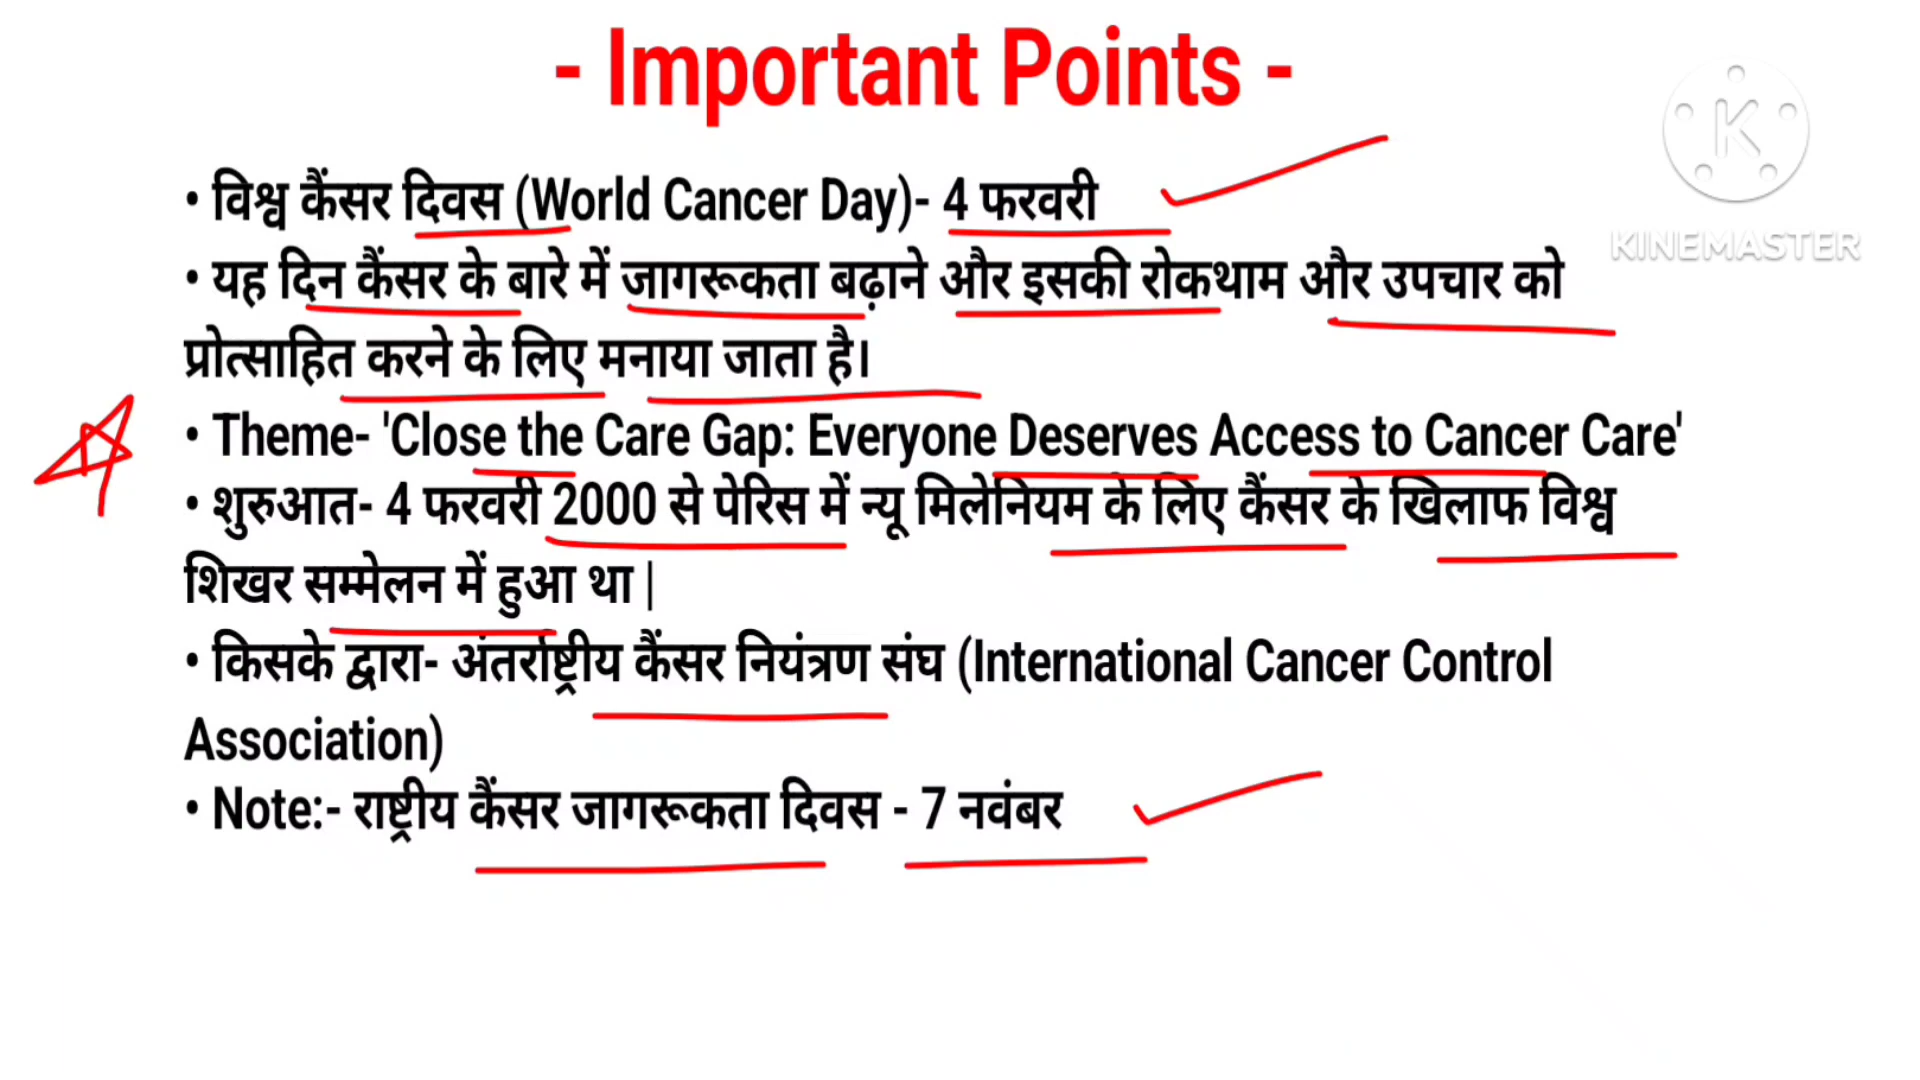 - Important Points -
K
KINEMASTER
• विश्व कैंसर दिवस (World Cancer Day)- 4 फरवरी
• यह दिन कैंसर के बारे में जागरूकता बढ़ाने और इसकी रोकथाम और उपचार को
प्रोत्साहित करने के लिए मनाया जाता है।
• Theme- 'Close the Care Gap: Everyone Deserves Access to Cancer Care'
• शुरुआत- 4 फरवरी 2000 से पेरिस में न्यू मिलेनियम के लिए कैंसर के खिलाफ विश्व
शिखर सम्मेलन में हुआ था |
• किसके द्वारा- अंतर्राष्ट्रीय कैंसर नियंत्रण संघ (International Cancer Control
Association)
• Note:- राष्ट्रीय कैंसर जागरूकता दिवस - 7 नवंबर